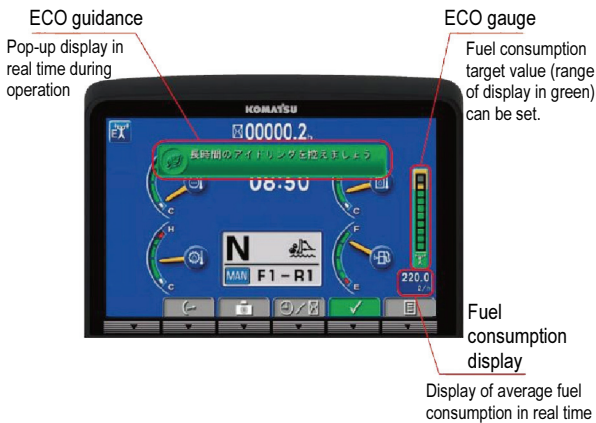 ECO guidance
Pop-up display in
real time during
operation
ECO gauge
Fuel consumption
target value (range
of display in green)
can be set.
KOMATSU
E
00000.2h
長時間のアイドリングを控えましょう
08:50
C
C
H
C
F
E
N
MAN F1-R1
220.0
ℓ/h
Fuel
consumption
display
Display of average fuel
consumption in real time